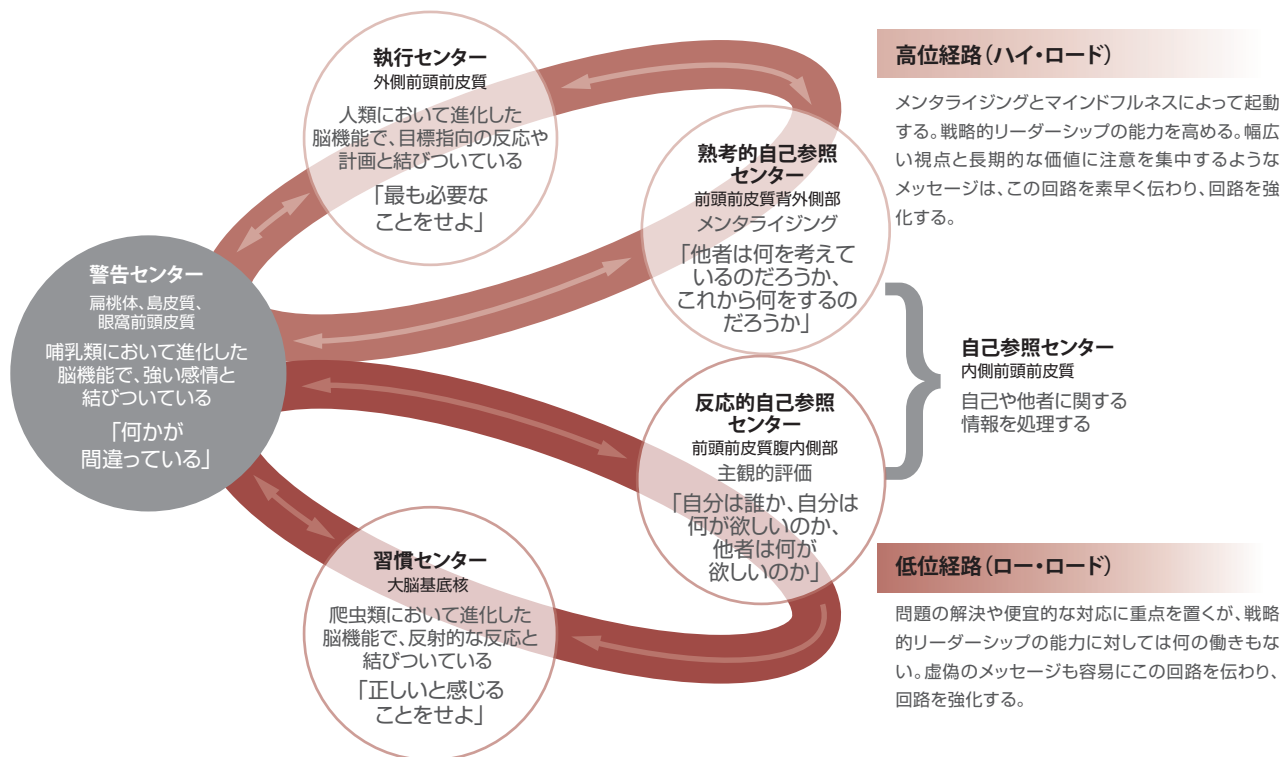 執行センター
外側前頭前皮質
人類において進化した
脳機能で、目標指向の反応や
計画と結びついている
「最も必要な
ことをせよ」
熟考的自己参照
センター
前頭前皮質背外側部
メンタライジング
「他者は何を考えて
いるのだろうか、
これから何をするの
だろうか」
警告センター
扁桃体、島皮質、
眼窩前頭皮質
哺乳類において進化した
脳機能で、強い感情と
結びついている
「何かが
間違っている」
反応的自己参照
センター
前頭前皮質腹内側部
主観的評価
「自分は誰か、自分は
何が欲しいのか、
他者は何が
欲しいのか」
習慣センター
大脳基底核
爬虫類において進化した
脳機能で、反射的な反応と
結びついている
「正しいと感じる
ことをせよ」
高位経路（ハイ・ロード）
メンタライジングとマインドフルネスによって起動
する。戦略的リーダーシップの能力を高める。幅広
い視点と長期的な価値に注意を集中するような
メッセージは、この回路を素早く伝わり、回路を強
化する。
自己参照センター
内側前頭前皮質
自己や他者に関する
情報を処理する
低位経路（ロー・ロード）
問題の解決や便宜的な対応に重点を置くが、戦略
的リーダーシップの能力に対しては何の働きもな
い。虚偽のメッセージも容易にこの回路を伝わり、
回路を強化する。